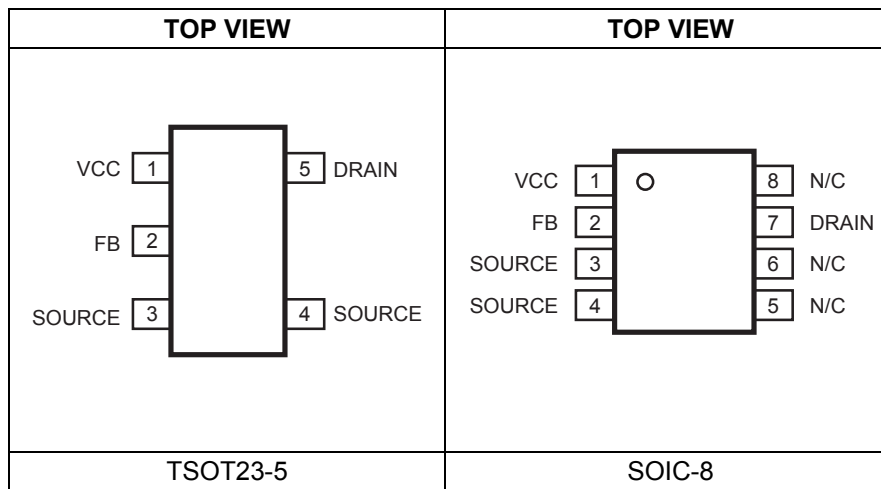 TOP VIEW
TOP VIEW
VCC 1
5 DRAIN
FB 2
SOURCE 3
4 SOURCE
VCC 1
8 N/C
FB 2
7 DRAIN
SOURCE 3
6 N/C
SOURCE 4
5 N/C
TSOT23-5
SOIC-8